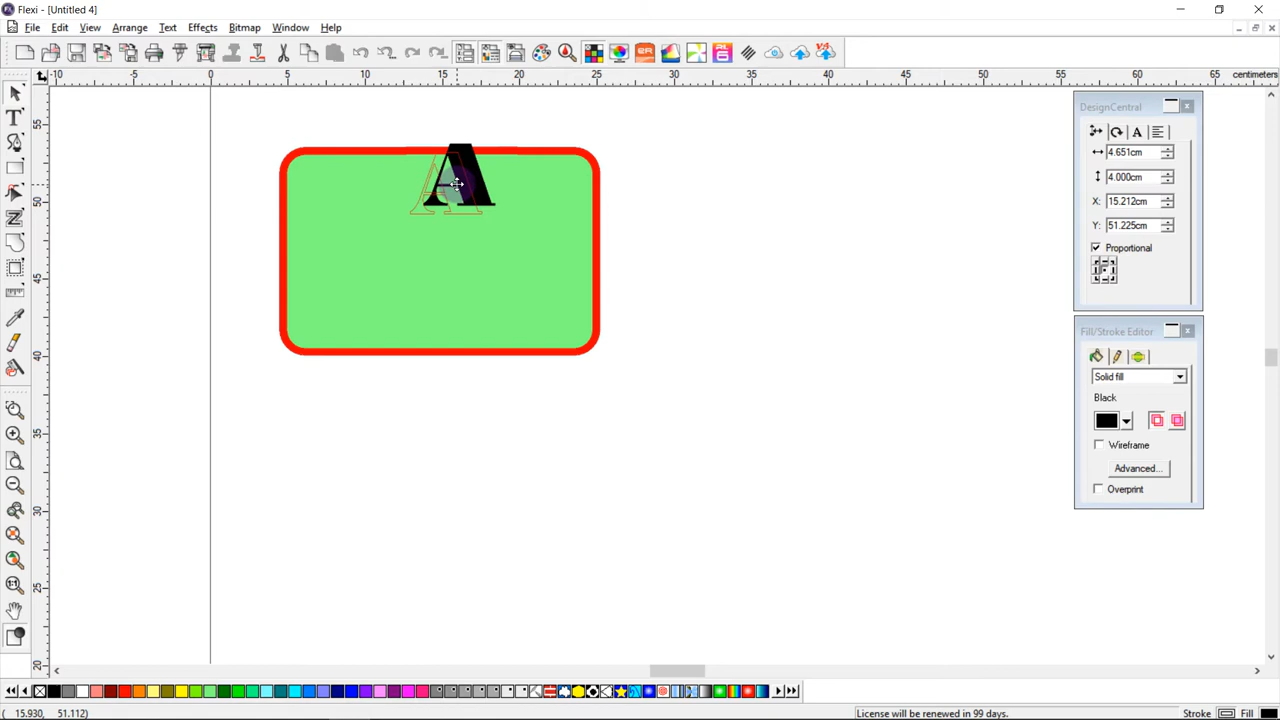 Flexi - [Untitled 4]
File Edit View Arrange Text Effects Bitmap Window Help
-10 -5 0 5 10 15 20 25 30 35 40 45 50 55 60 65 centimeters
55
50
45
40
35
30
25
20
A
DesignCentral
4.651cm
4.000cm
X: 15.212cm
Y: 51.225cm
Proportional
Fill/Stroke Editor
Solid fill
Black
Wireframe
Advanced...
Overprint
( 15.930, 51.112)
License will be renewed in 99 days.
Stroke Fill